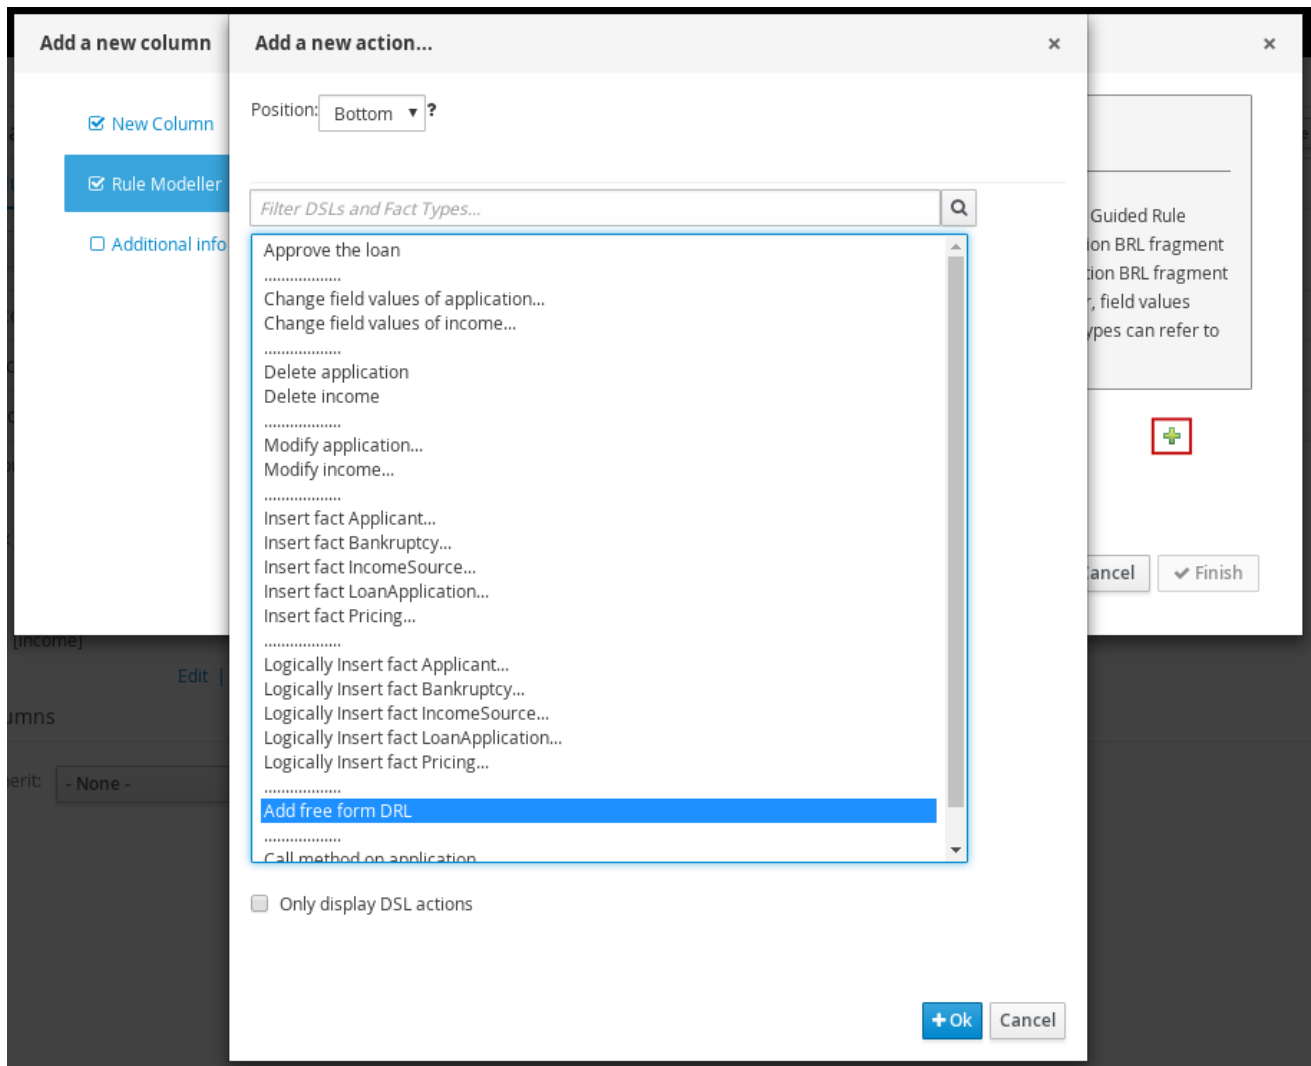 Add a new column
Add a new action...
×
×
New Column
Rule Modeller
Additional info
Position:
Bottom
?
Filter DSLs and Fact Types...
Approve the loan
..................
Change field values of application...
Change field values of income...
..................
Delete application
Delete income
..................
Modify application...
Modify income...
..................
Insert fact Applicant...
Insert fact Bankruptcy...
Insert fact IncomeSource...
Insert fact LoanApplication...
Insert fact Pricing...
..................
Logically Insert fact Applicant...
Logically Insert fact Bankruptcy...
Logically Insert fact IncomeSource...
Logically Insert fact LoanApplication...
Logically Insert fact Pricing...
..................
Add free form DRL
..................
Call method on application
Only display DSL actions
Ok
Cancel
Guided Rule
ion BRL fragment
tion BRL fragment
r, field values
ypes can refer to
ancel
Finish
[income]
Edit |
umns
erit:
- None -